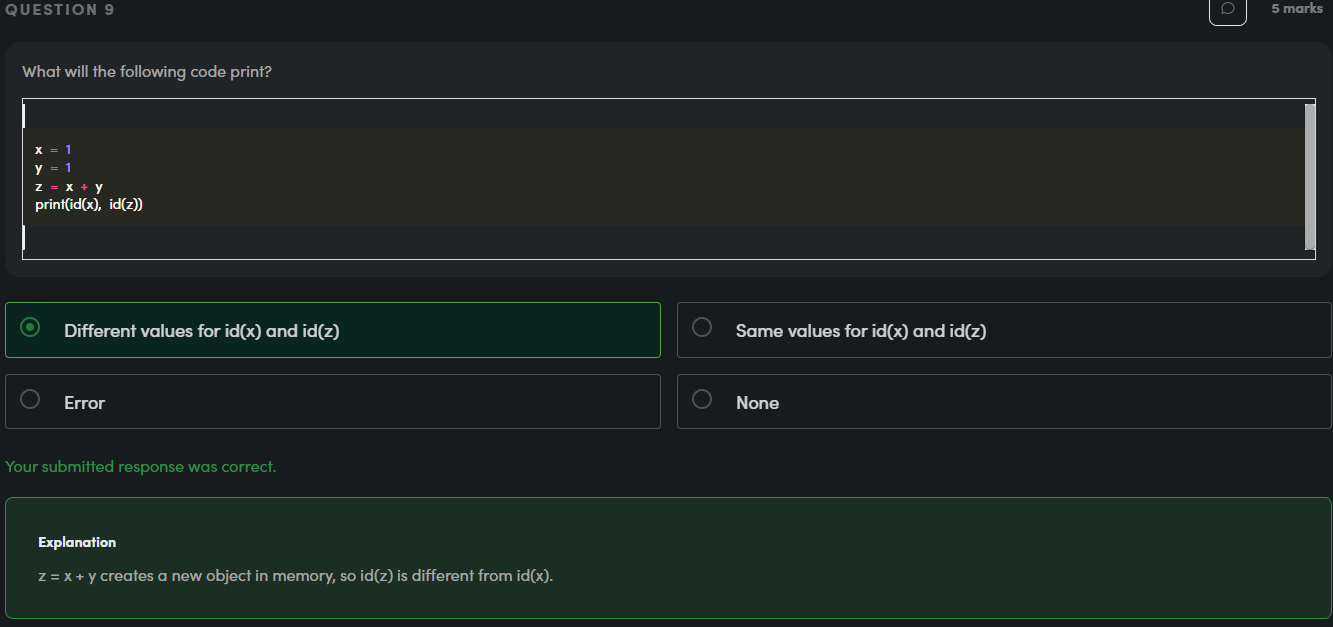 QUESTION 9
5 marks
What will the following code print?
x = 1
y = 1
z = x + y
print(id(x), id(z))
Different values for id(x) and id(z)
Same values for id(x) and id(z)
Error
None
Your submitted response was correct.
Explanation
z = x + y creates a new object in memory, so id(z) is different from id(x).